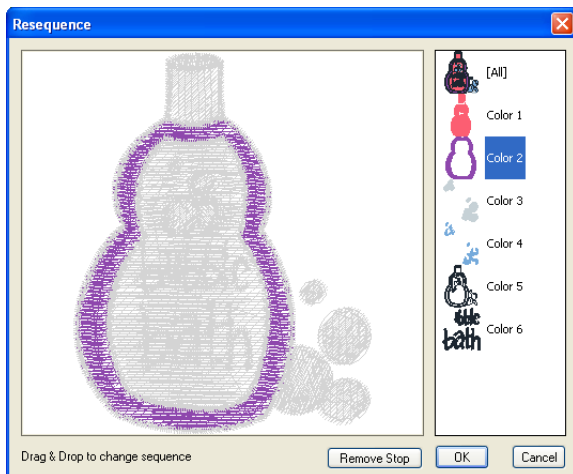 Resequence
[All]
Color 1
Color 2
Color 3
Color 4
Color 5
Color 6
bath
Drag & Drop to change sequence
Remove Stop
OK
Cancel